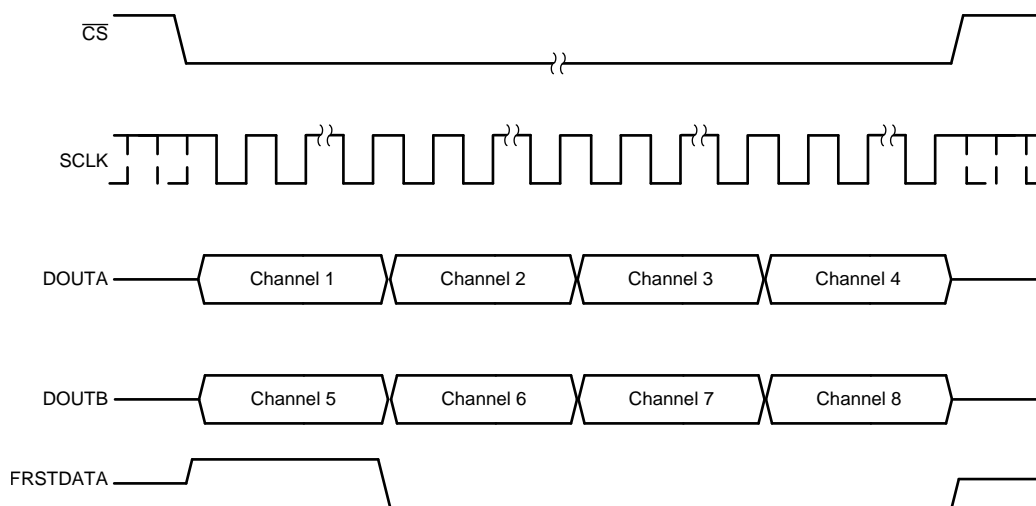 CS
SCLK
DOUTA
Channel 1
Channel 2
Channel 3
Channel 4
DOUTB
Channel 5
Channel 6
Channel 7
Channel 8
FRSTDATA